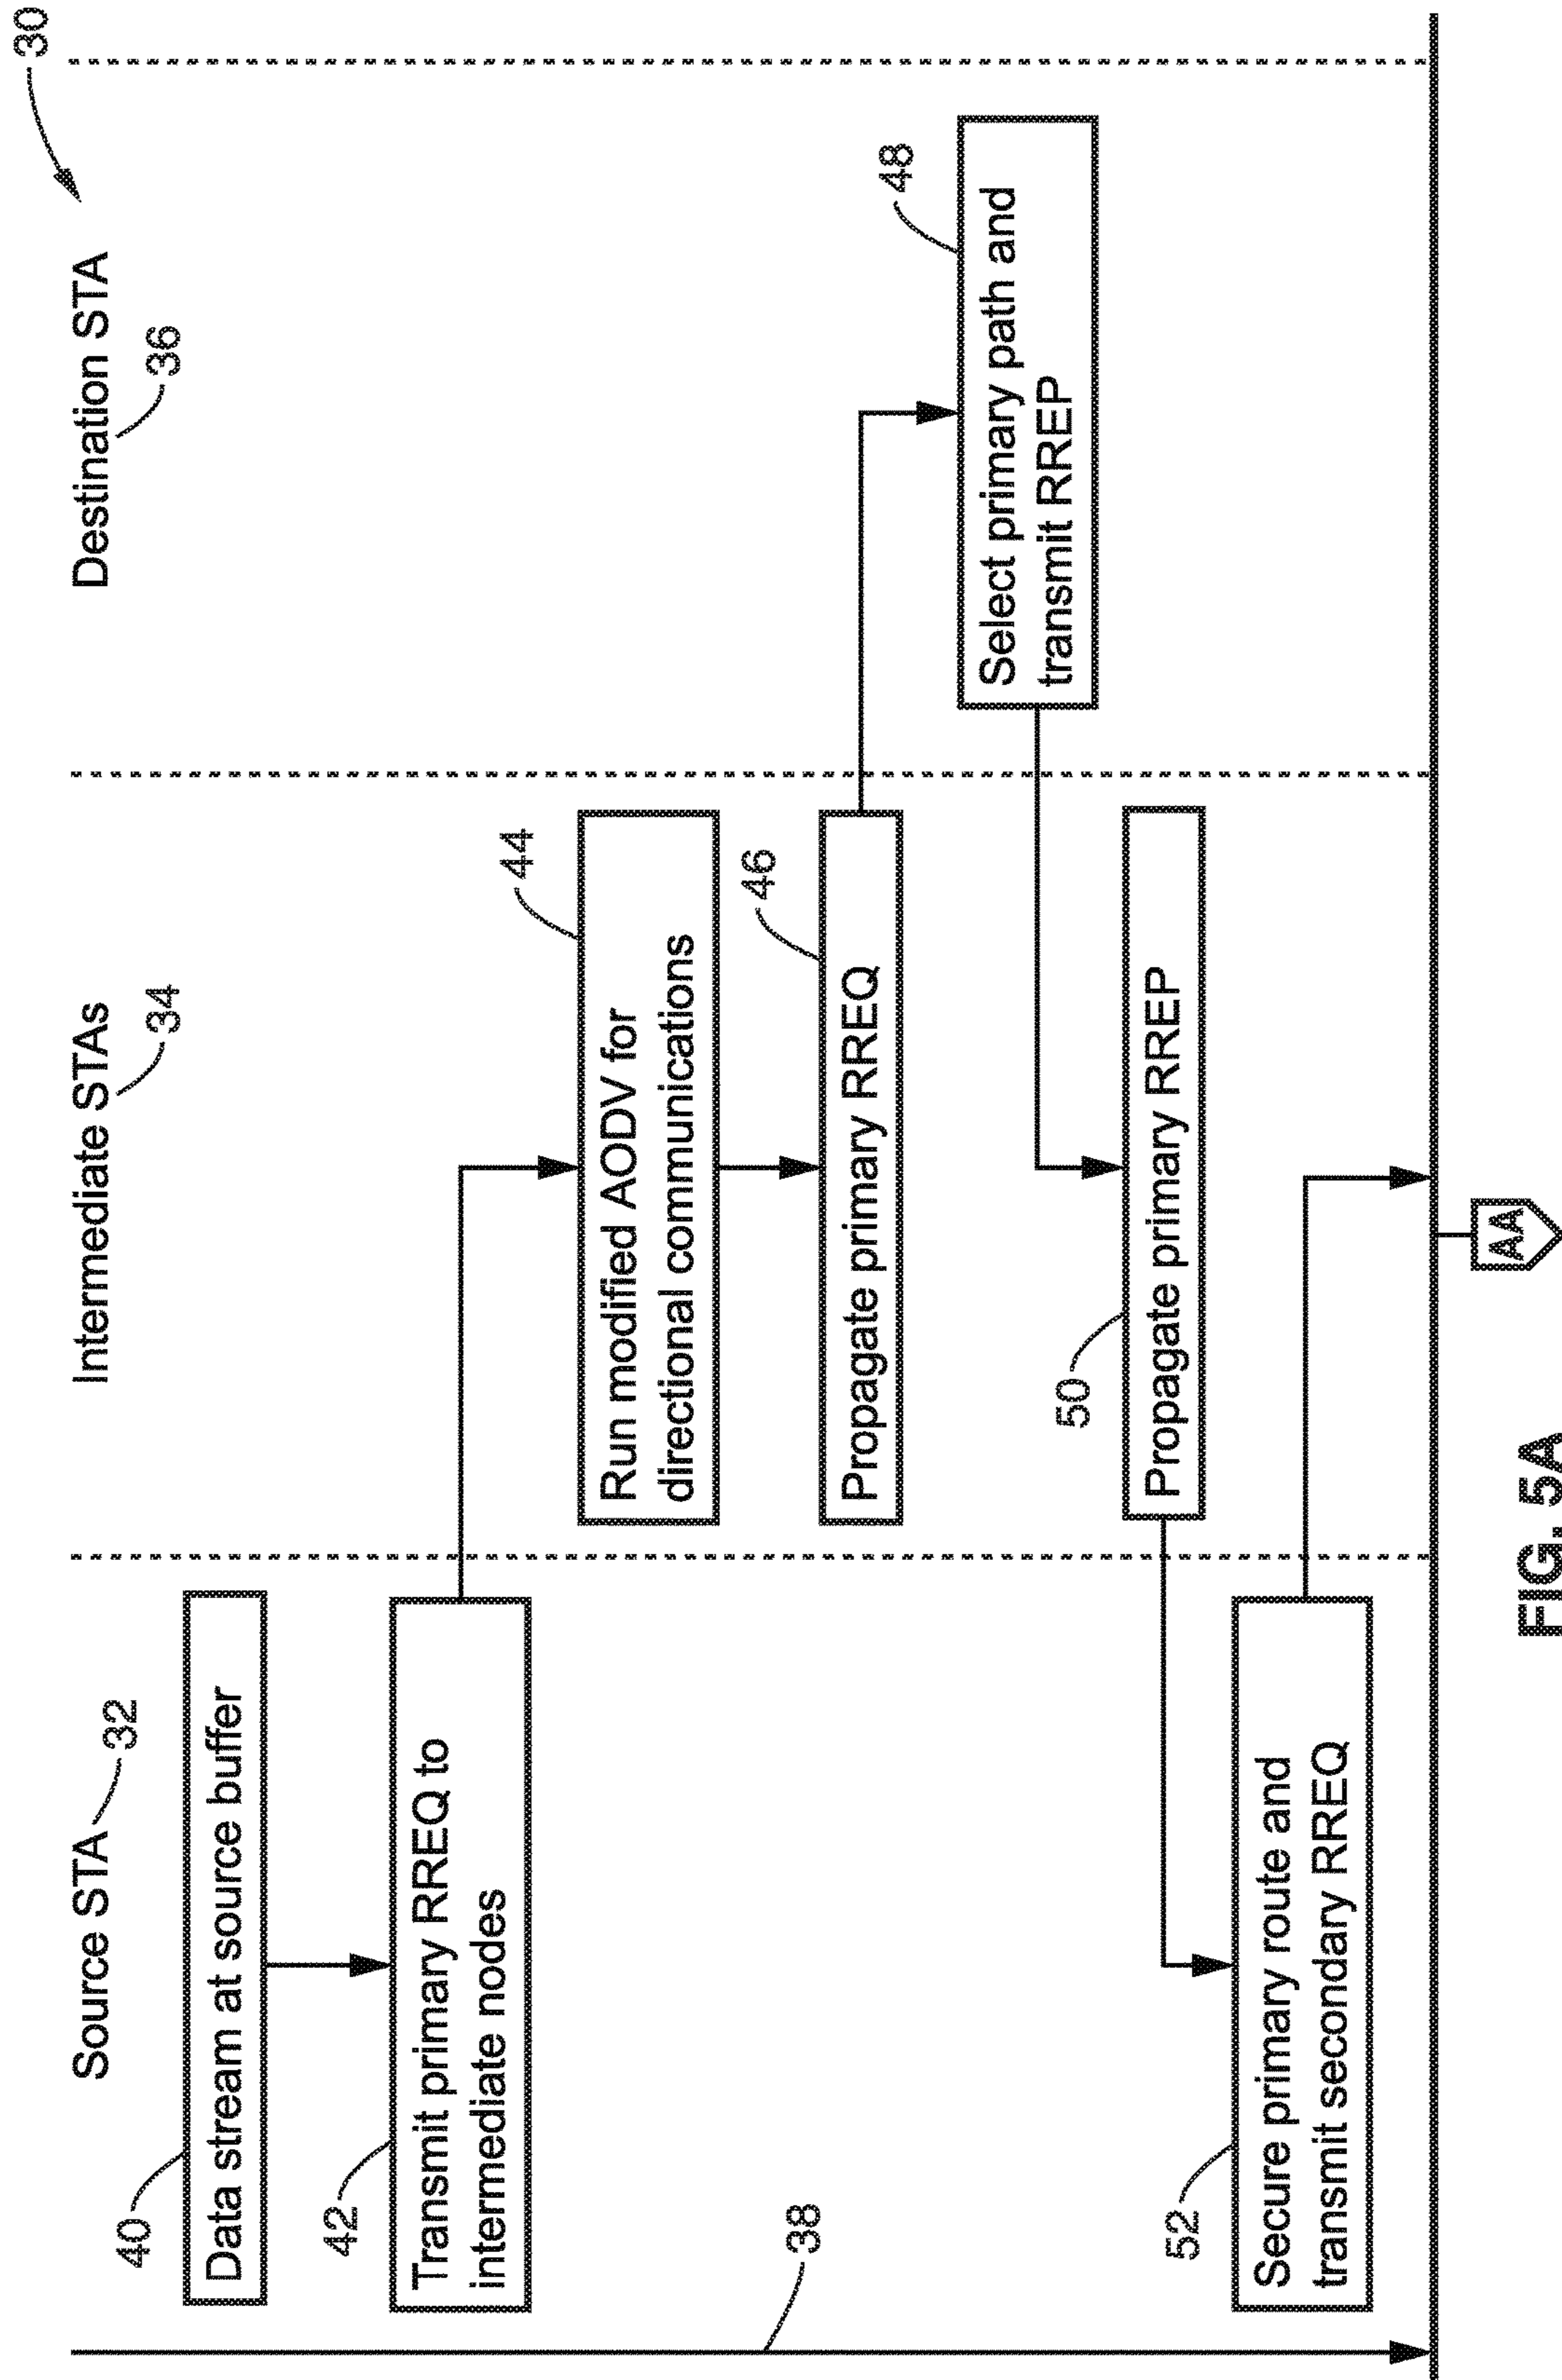 30
Source STA
32
Intermediate STAs
34
Destination STA
36
40
Data stream at source buffer
42
Transmit primary RREQ to
intermediate nodes
44
Run modified AODV for
directional communications
46
Propagate primary RREQ
48
Select primary path and
transmit RREP
50
Propagate primary RREP
52
Secure primary route and
transmit secondary RREQ
38
AA
FIG. 5A